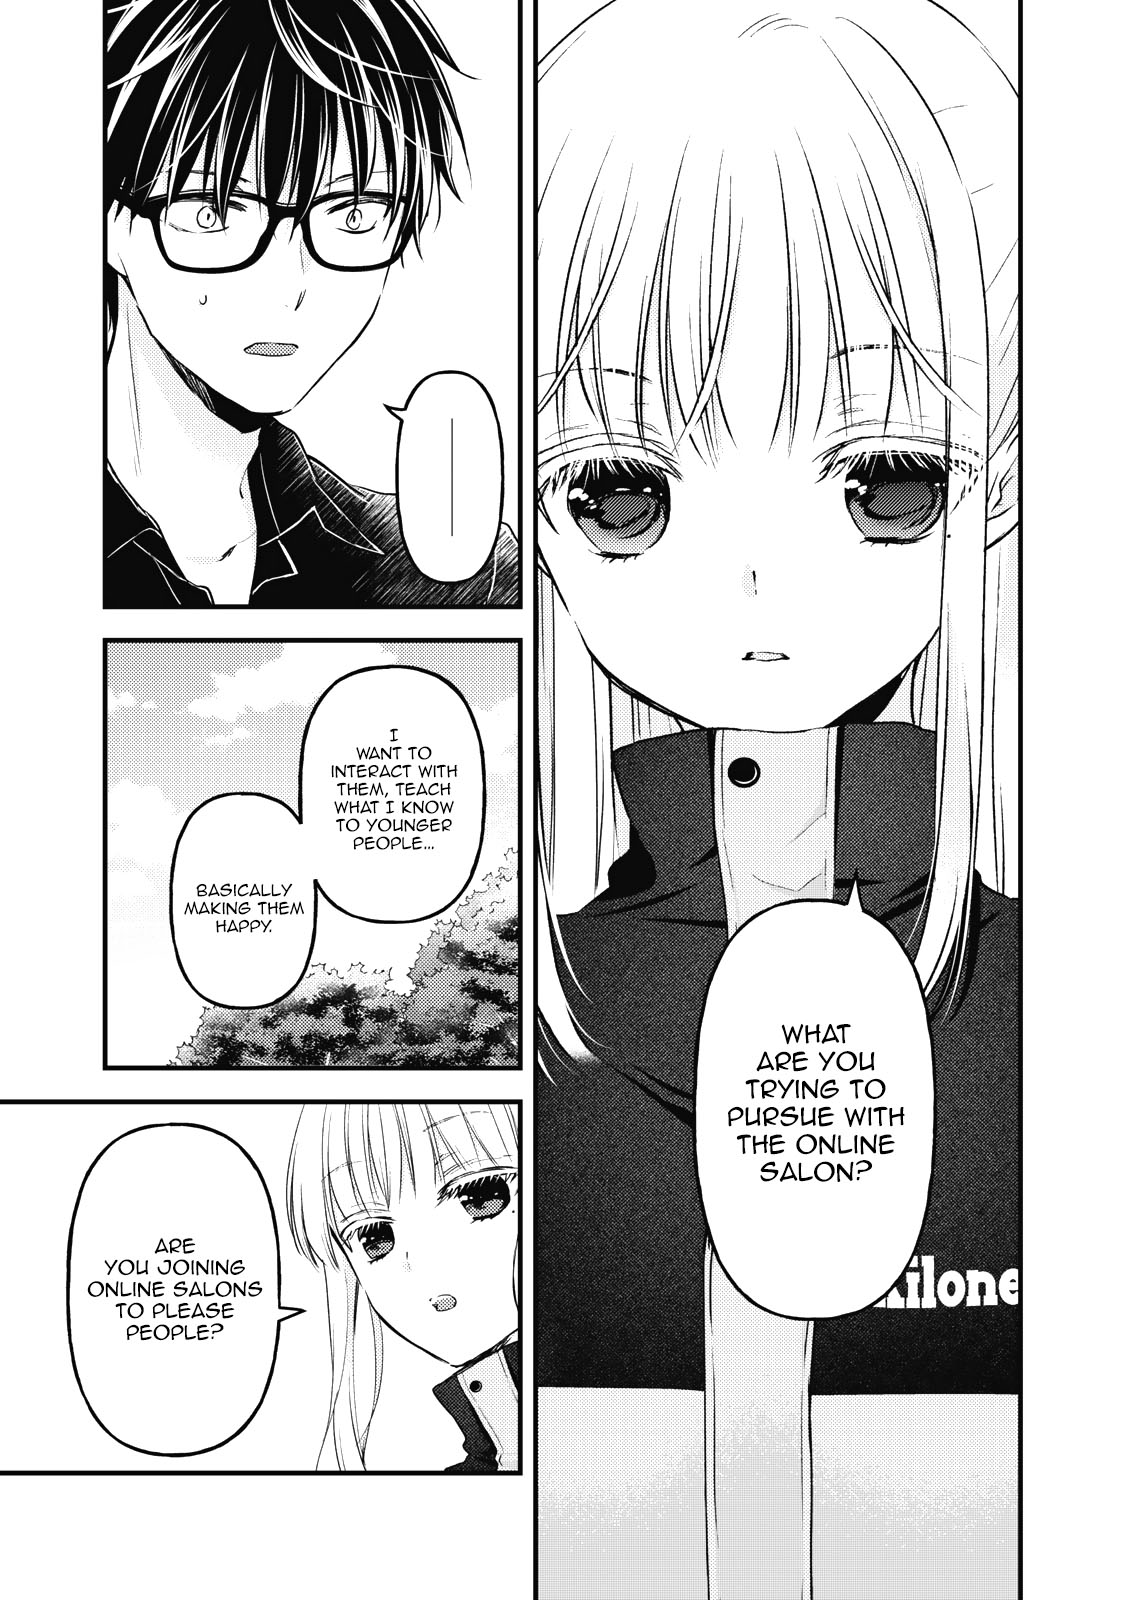 WHAT
ARE YOU
TRYING TO
PURSUE WITH
THE ONLINE
SALON?
Kilone
I
WANT TO
INTERACT WITH
THEM, TEACH
WHAT I KNOW
TO YOUNGER
PEOPLE...
BASICALLY
MAKING THEM
HAPPY.
ARE
YOU JOINING
ONLINE SALONS
TO PLEASE
PEOPLE?